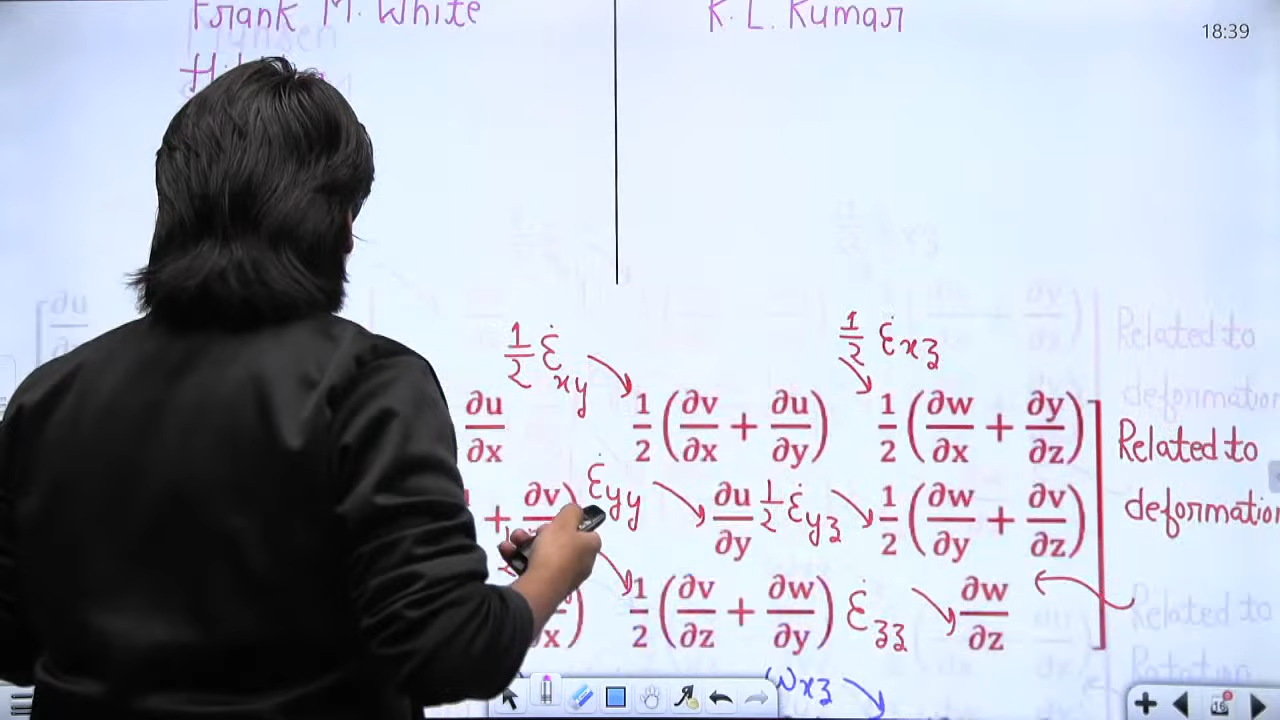 Frank M. White
K. L. Kumar
18:39
1/2 ε̇xy
1/2 ε̇xz
∂u/∂x 1/2 (∂v/∂x + ∂u/∂y) 1/2 (∂w/∂x + ∂y/∂z)
Related to
deformation
ε̇yy
+ ∂v ) ∂u/∂y 1/2 ε̇yz 1/2 (∂w/∂y + ∂v/∂z)
1/2 (∂v/∂z + ∂w/∂y) ε̇zz ∂w/∂z
ωxz
16